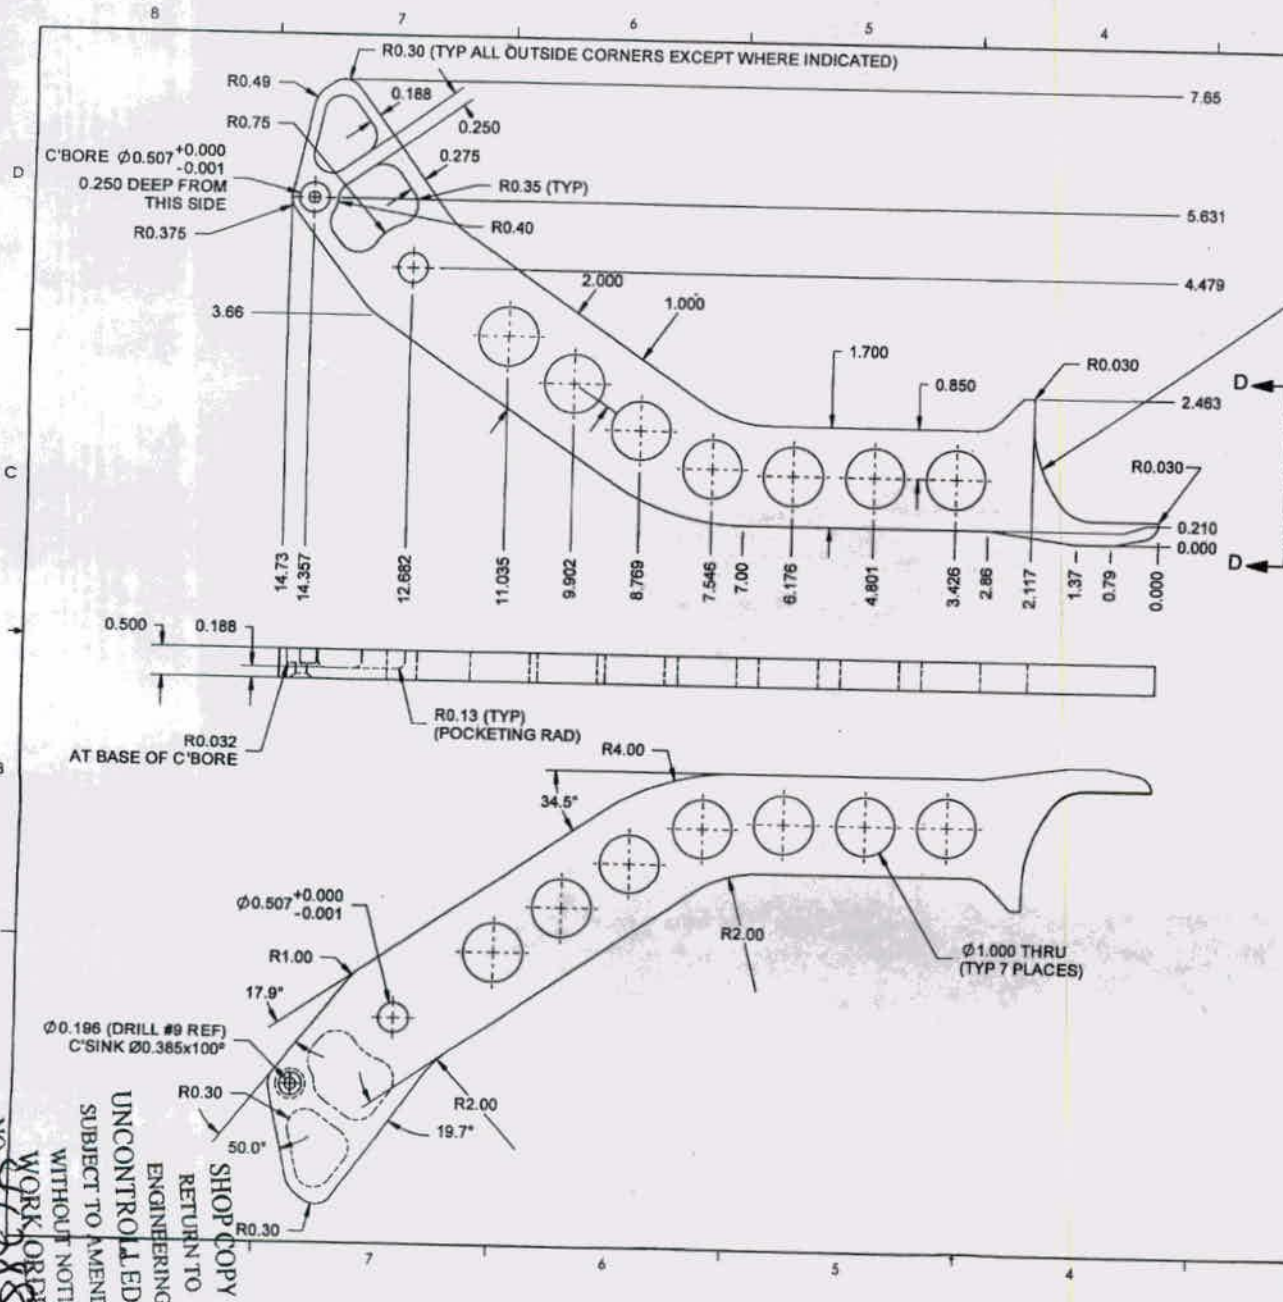 8
7
6
5
4
R0.30 (TYP ALL OUTSIDE CORNERS EXCEPT WHERE INDICATED)
R0.49
0.188
7.65
R0.75
0.250
C'BORE Ø0.507 +0.000
-0.001
0.250 DEEP FROM
THIS SIDE
0.275
D
R0.35 (TYP)
5.631
R0.375
R0.40
4.479
2.000
3.66
1.000
1.700
R0.030
0.850
D
2.463
C
R0.030
0.210
0.000
D
14.73
14.357
12.682
11.035
9.902
8.769
7.546
7.00
6.176
4.801
3.426
2.86
2.117
1.37
0.79
0.000
0.500
0.188
R0.13 (TYP)
(POCKETING RAD)
R0.032
AT BASE OF C'BORE
R4.00
34.5°
Ø0.507 +0.000
-0.001
R2.00
R1.00
Ø1.000 THRU
(TYP 7 PLACES)
17.9°
Ø0.196 (DRILL #9 REF)
C'SINK Ø0.385x100°
R0.30
R2.00
19.7°
50.0°
R0.30
SHOP COPY
RETURN TO
ENGINEERING
UNCONTROLLED
SUBJECT TO AMEN
WITHOUT NOTI
7
6
5
4